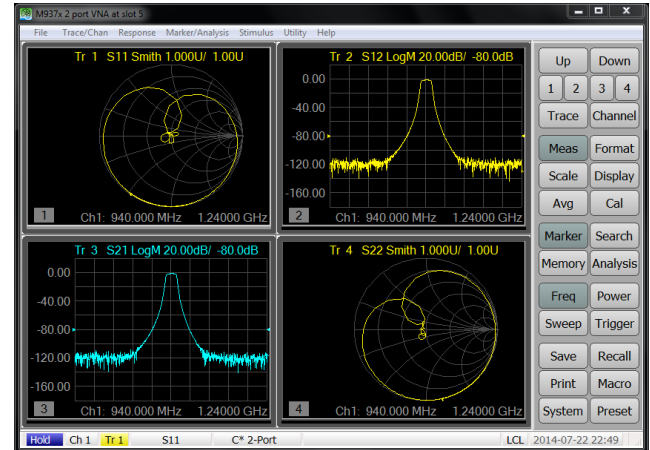 M937x 2 port VNA at slot 5
File Trace/Chan Response Marker/Analysis Stimulus Utility Help
Tr 1 S11 Smith 1.000U/ 1.00U
1 Ch1: 940.000 MHz 1.24000 GHz
Tr 2 S12 LogM 20.00dB/ -80.0dB
0.00
-40.00
-80.00
-120.00
-160.00
2 Ch1: 940.000 MHz 1.24000 GHz
Tr 3 S21 LogM 20.00dB/ -80.0dB
0.00
-40.00
-80.00
-120.00
-160.00
3 Ch1: 940.000 MHz 1.24000 GHz
Tr 4 S22 Smith 1.000U/ 1.00U
4 Ch1: 940.000 MHz 1.24000 GHz
Up Down
1 2 3 4
Trace Channel
Meas Format
Scale Display
Avg Cal
Marker Search
Memory Analysis
Freq Power
Sweep Trigger
Save Recall
Print Macro
System Preset
Hold Ch 1 Tr 1 S11 C* 2-Port LCL 2014-07-22 22:49